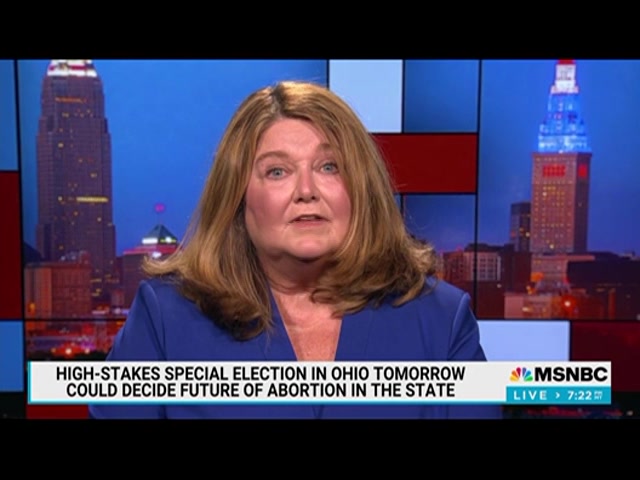 HIGH-STAKES SPECIAL ELECTION IN OHIO TOMORROW
COULD DECIDE FUTURE OF ABORTION IN THE STATE
MSNBC
LIVE > 7:22